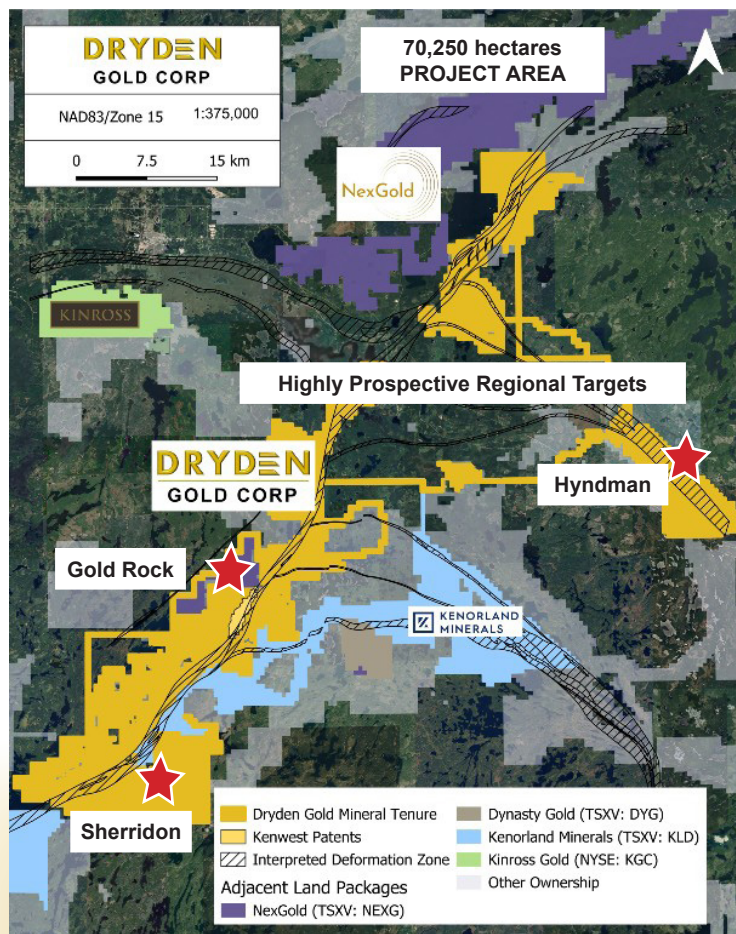 DRYDEN
GOLD CORP
NAD83/Zone 15 1:375,000
0 7.5 15 km
70,250 hectares
PROJECT AREA
NexGold
KINROSS
Highly Prospective Regional Targets
DRYDEN
GOLD CORP
Hyndman
Gold Rock
KENORLAND
MINERALS
Sherridon
Dryden Gold Mineral Tenure
Kenwest Patents
Interpreted Deformation Zone
Adjacent Land Packages
NexGold (TSXV: NEXG)
Dynasty Gold (TSXV: DYG)
Kenorland Minerals (TSXV: KLD)
Kinross Gold (NYSE: KGC)
Other Ownership